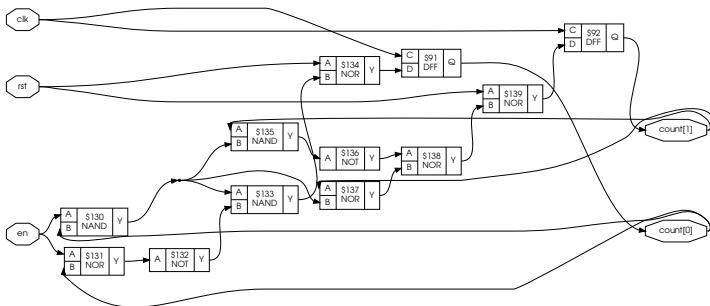 clk
rst
en
A
B
$130
NAND
Y
A
B
$131
NOR
Y
A
$132
NOT
Y
A
B
$135
NAND
Y
A
B
$133
NAND
Y
A
B
$134
NOR
Y
A
$136
NOT
Y
A
B
$137
NOR
Y
C
D
$91
DFF
Q
A
B
$138
NOR
Y
A
B
$139
NOR
Y
C
D
$92
DFF
Q
count[1]
count[0]